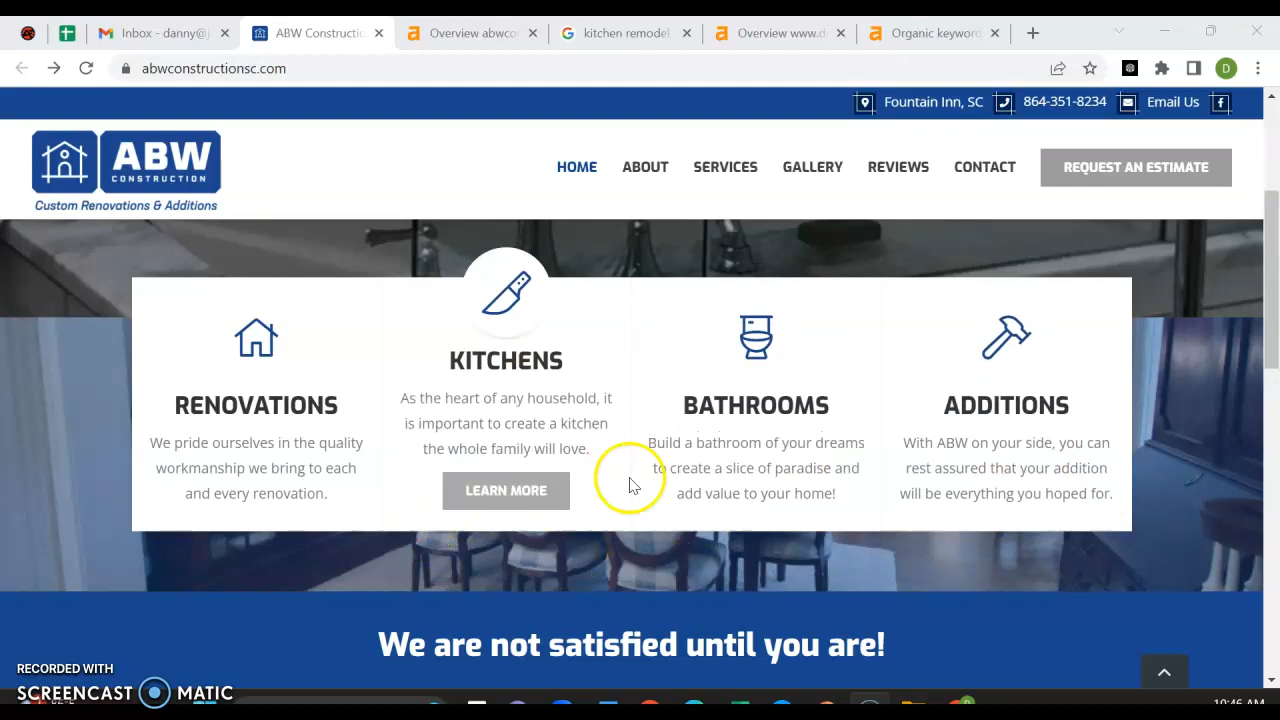 Inbox - danny@j
ABW Constructi
Overview abwco
kitchen remodel
Overview www.d
Organic keyword
abwconstructionsc.com
D
Fountain Inn, SC
864-351-8234
Email Us
ABW
CONSTRUCTION
Custom Renovations & Additions
HOME
ABOUT
SERVICES
GALLERY
REVIEWS
CONTACT
REQUEST AN ESTIMATE
RENOVATIONS
We pride ourselves in the quality
workmanship we bring to each
and every renovation.
KITCHENS
As the heart of any household, it
is important to create a kitchen
the whole family will love.
LEARN MORE
BATHROOMS
Build a bathroom of your dreams
to create a slice of paradise and
add value to your home!
ADDITIONS
With ABW on your side, you can
rest assured that your addition
will be everything you hoped for.
We are not satisfied until you are!
RECORDED WITH
SCREENCAST MATIC
10:46 AM